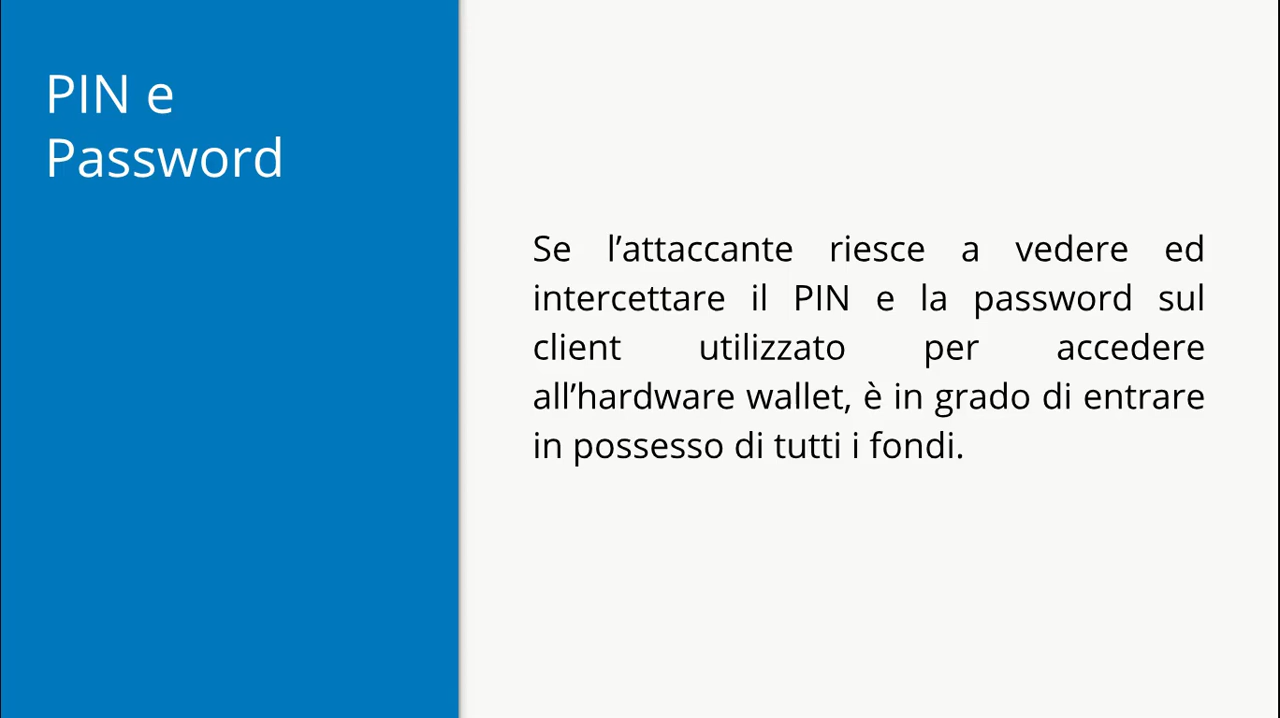 PIN e
Password
Se l’attaccante riesce a vedere ed
intercettare il PIN e la password sul
client utilizzato per accedere
all’hardware wallet, è in grado di entrare
in possesso di tutti i fondi.